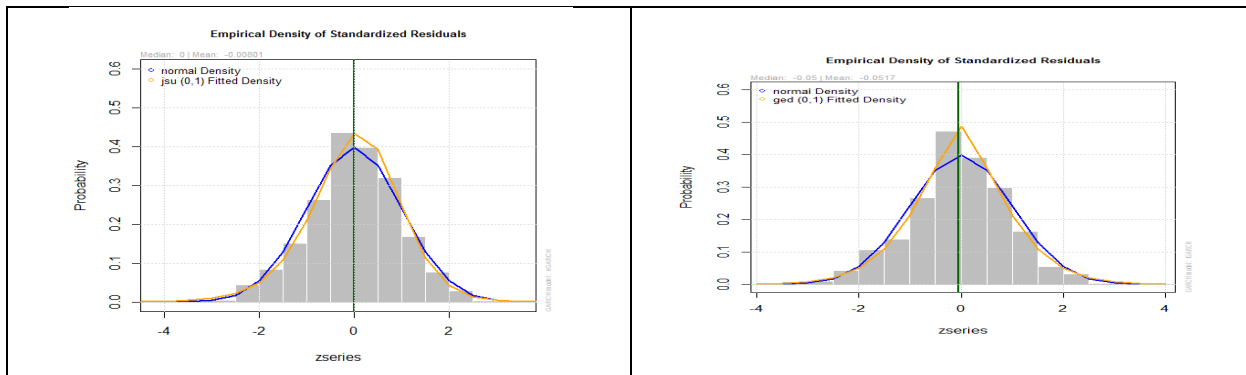 Empirical Density of Standardized Residuals
Median: 0 | Mean: -0.00801
normal Density
jsu (0,1) Fitted Density
Probability
0.0 0.1 0.2 0.3 0.4 0.5 0.6
-4 -2 0 2
zseries
GARCH model: eGARCH
Empirical Density of Standardized Residuals
Median: -0.05 | Mean: -0.0517
normal Density
ged (0,1) Fitted Density
Probability
0.0 0.1 0.2 0.3 0.4 0.5 0.6
-4 -2 0 2 4
zseries